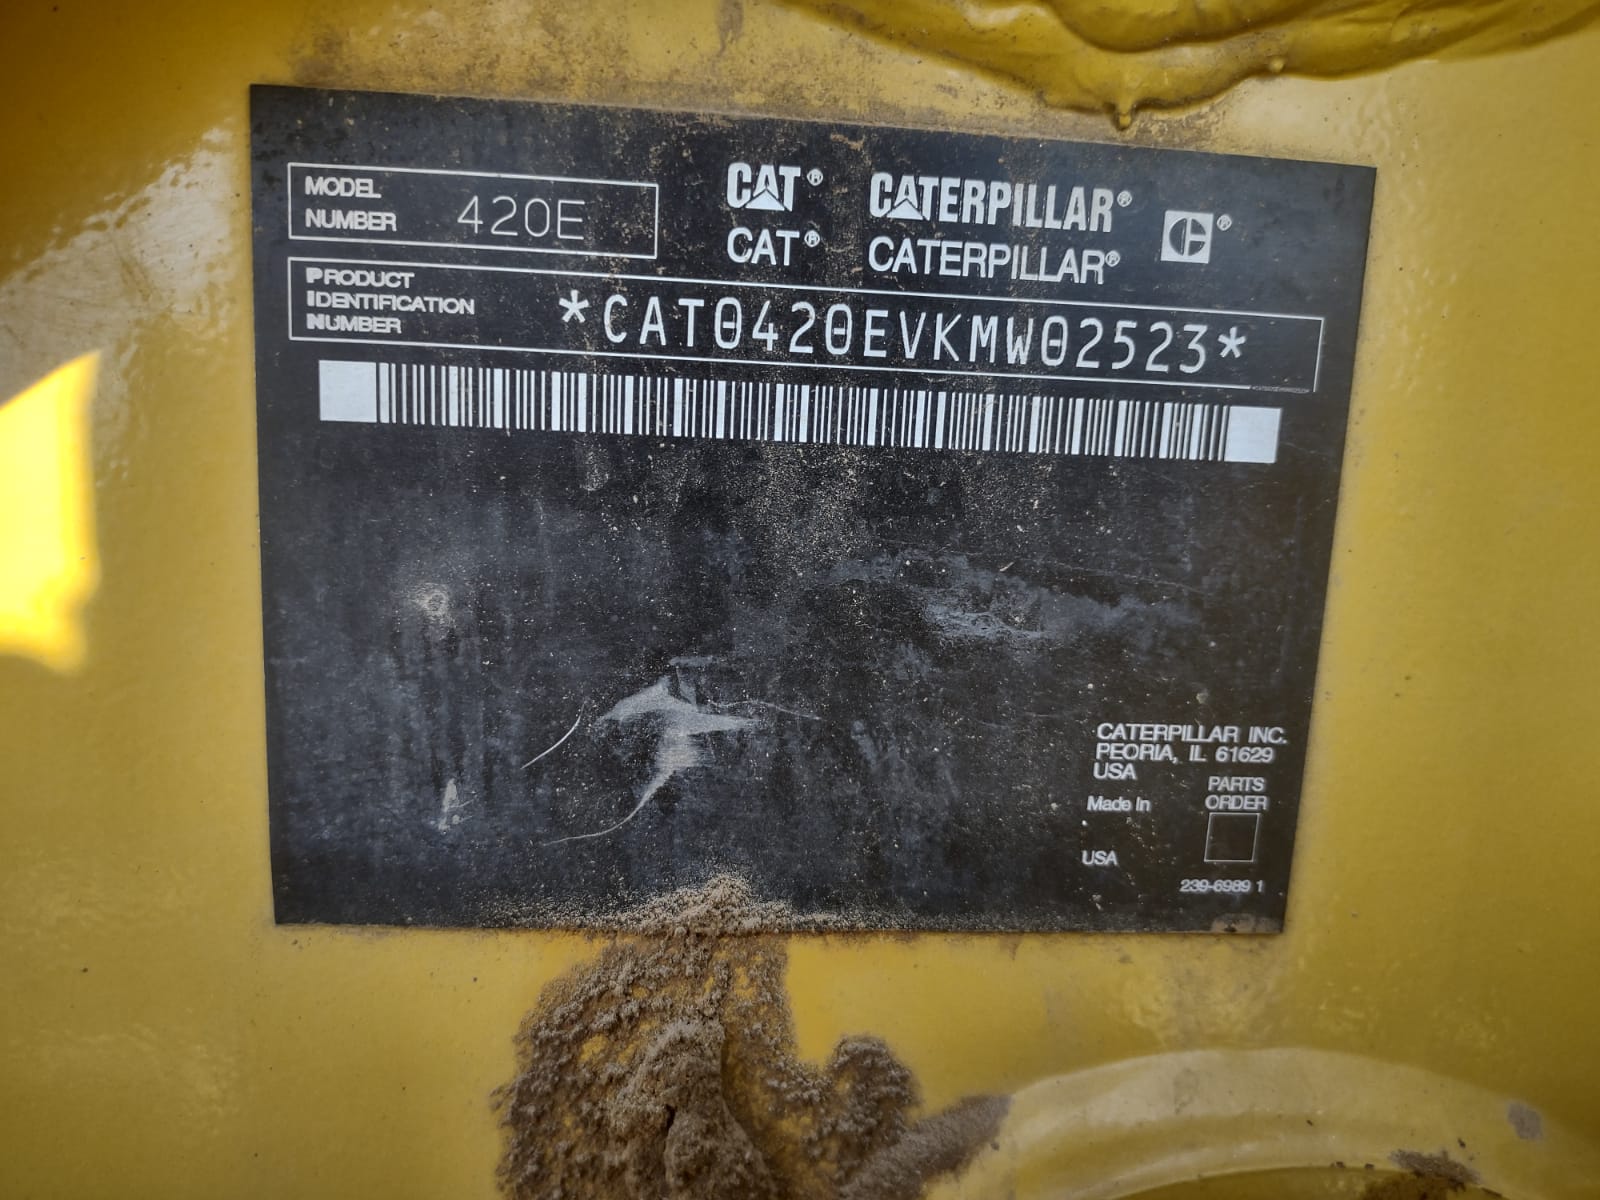 MODEL
NUMBER 420E
CAT® CATERPILLAR® ®
CAT® CATERPILLAR®
PRODUCT
IDENTIFICATION
NUMBER
*CAT0420EVKMW02523*
CATERPILLAR INC.
PEORIA, IL 61629
USA
PARTS
Made in ORDER
USA
239-6989 1